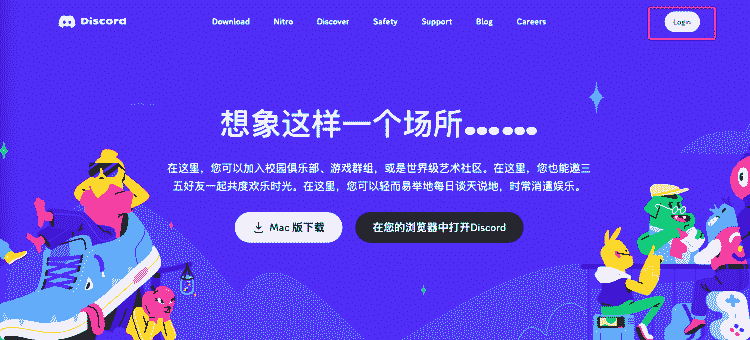 Discord
Download Nitro Discover Safety Support Blog Careers
Login
想象这样一个场所......
在这里，您可以加入校园俱乐部、游戏群组，或是世界级艺术社区。在这里，您也能邀三
五好友一起共度欢乐时光。在这里，您可以轻而易举地每日谈天说地，时常消遣娱乐。
Mac 版下载
在您的浏览器中打开Discord